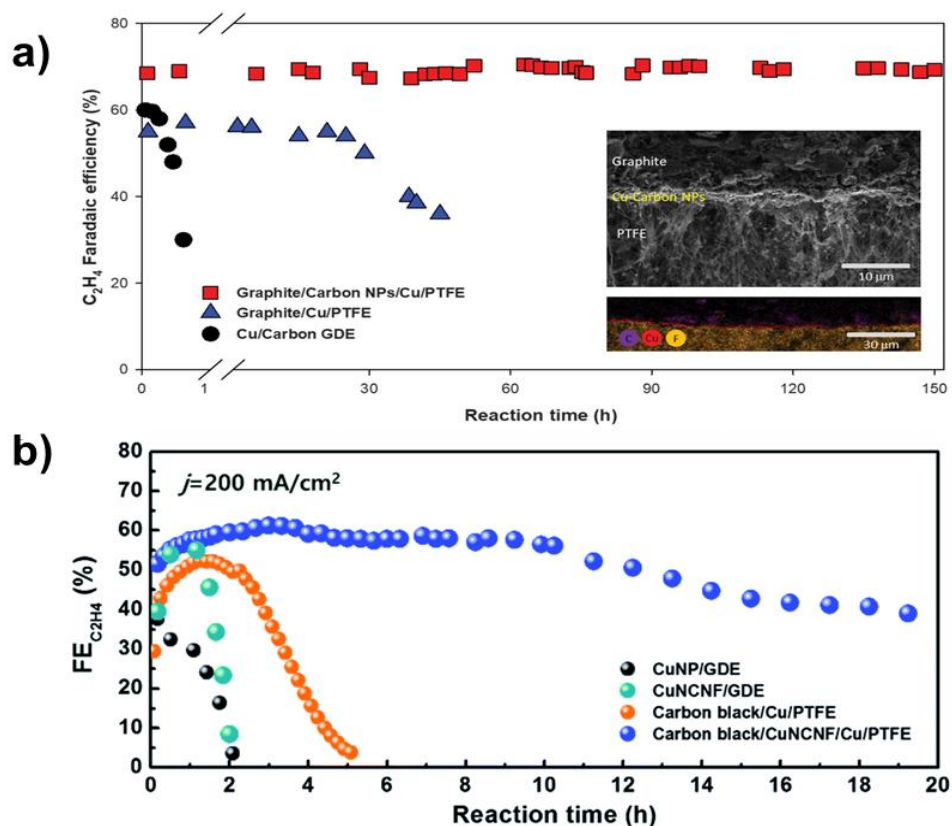 a)
80
60
40
20
0
C₂H₄ Faradaic efficiency (%)
Graphite/Carbon NPs/Cu/PTFE
Graphite/Cu/PTFE
Cu/Carbon GDE
Graphite
Cu Carbon NPs
PTFE
10 µm
C Cu F
30 µm
0 1 30 60 90 120 150
Reaction time (h)
b)
80
70
60
50
40
30
20
10
0
FE C2H4 (%)
j=200 mA/cm²
CuNP/GDE
CuNCNF/GDE
Carbon black/Cu/PTFE
Carbon black/CuNCNF/Cu/PTFE
0 2 4 6 8 10 12 14 16 18 20
Reaction time (h)